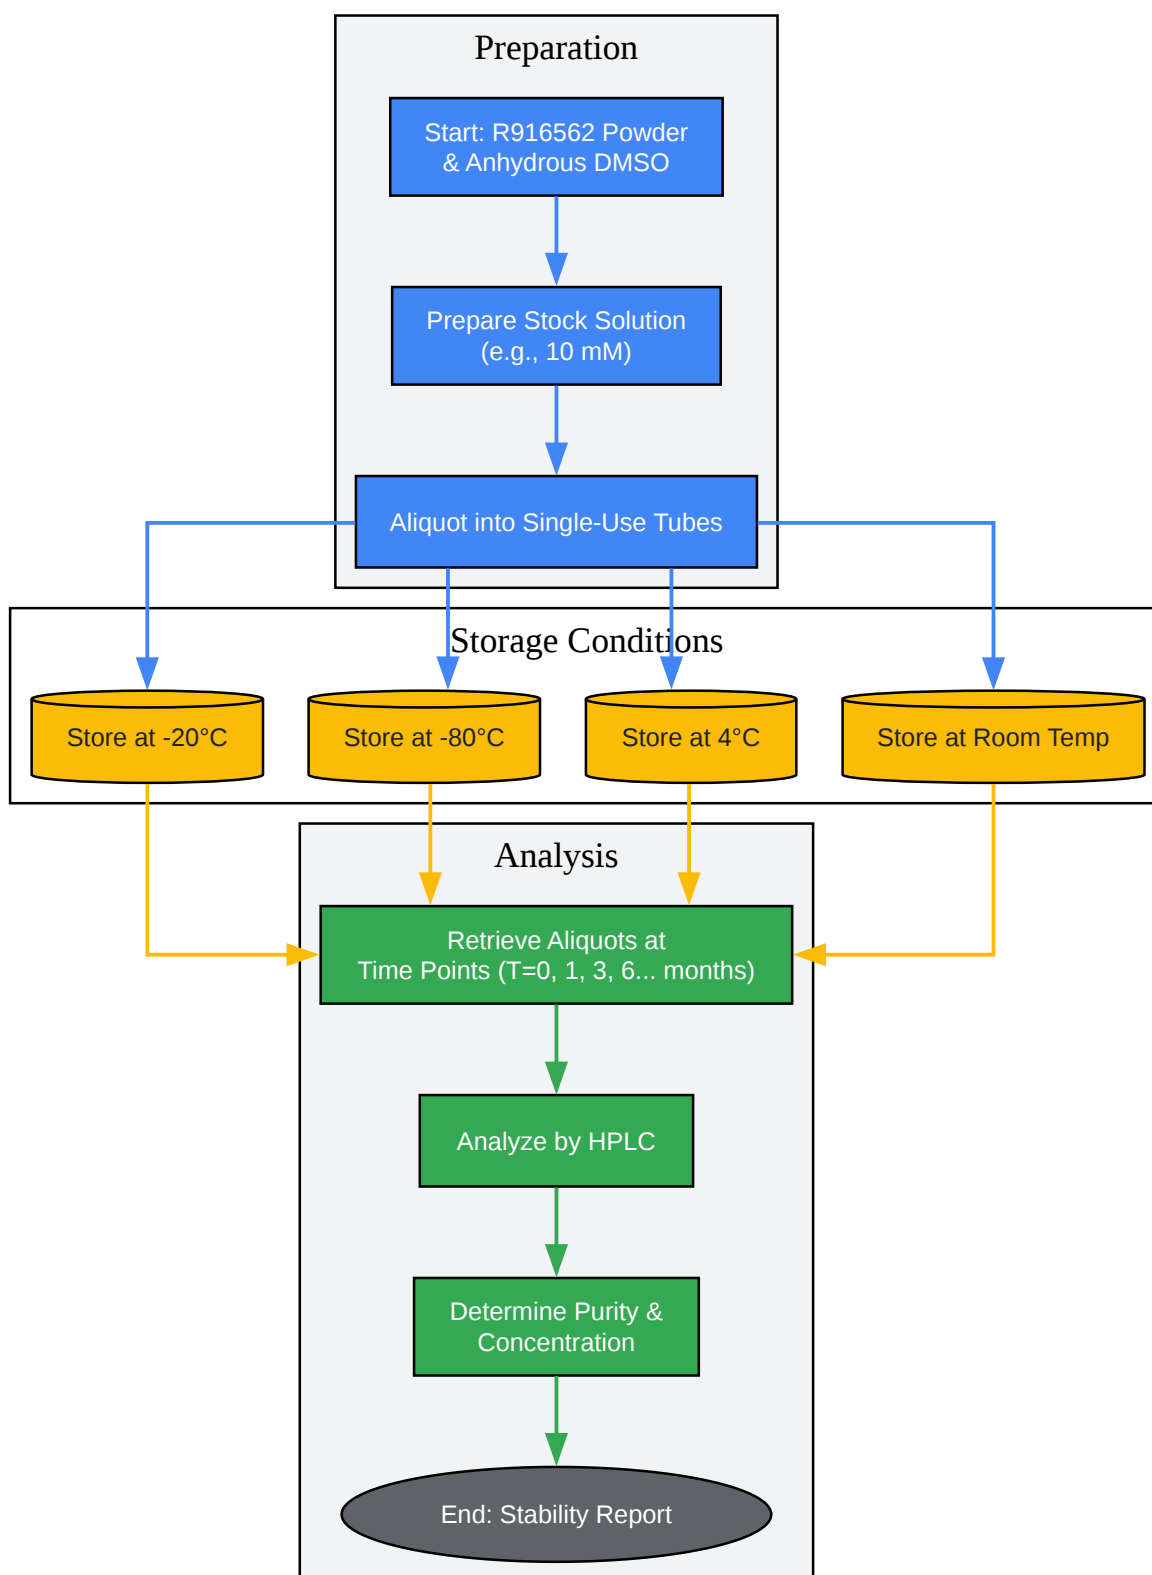 Preparation
Start: R916562 Powder
& Anhydrous DMSO
Prepare Stock Solution
(e.g., 10 mM)
Aliquot into Single-Use Tubes
Storage Conditions
Store at -20°C
Store at -80°C
Store at 4°C
Store at Room Temp
Analysis
Retrieve Aliquots at
Time Points (T=0, 1, 3, 6... months)
Analyze by HPLC
Determine Purity &
Concentration
End: Stability Report